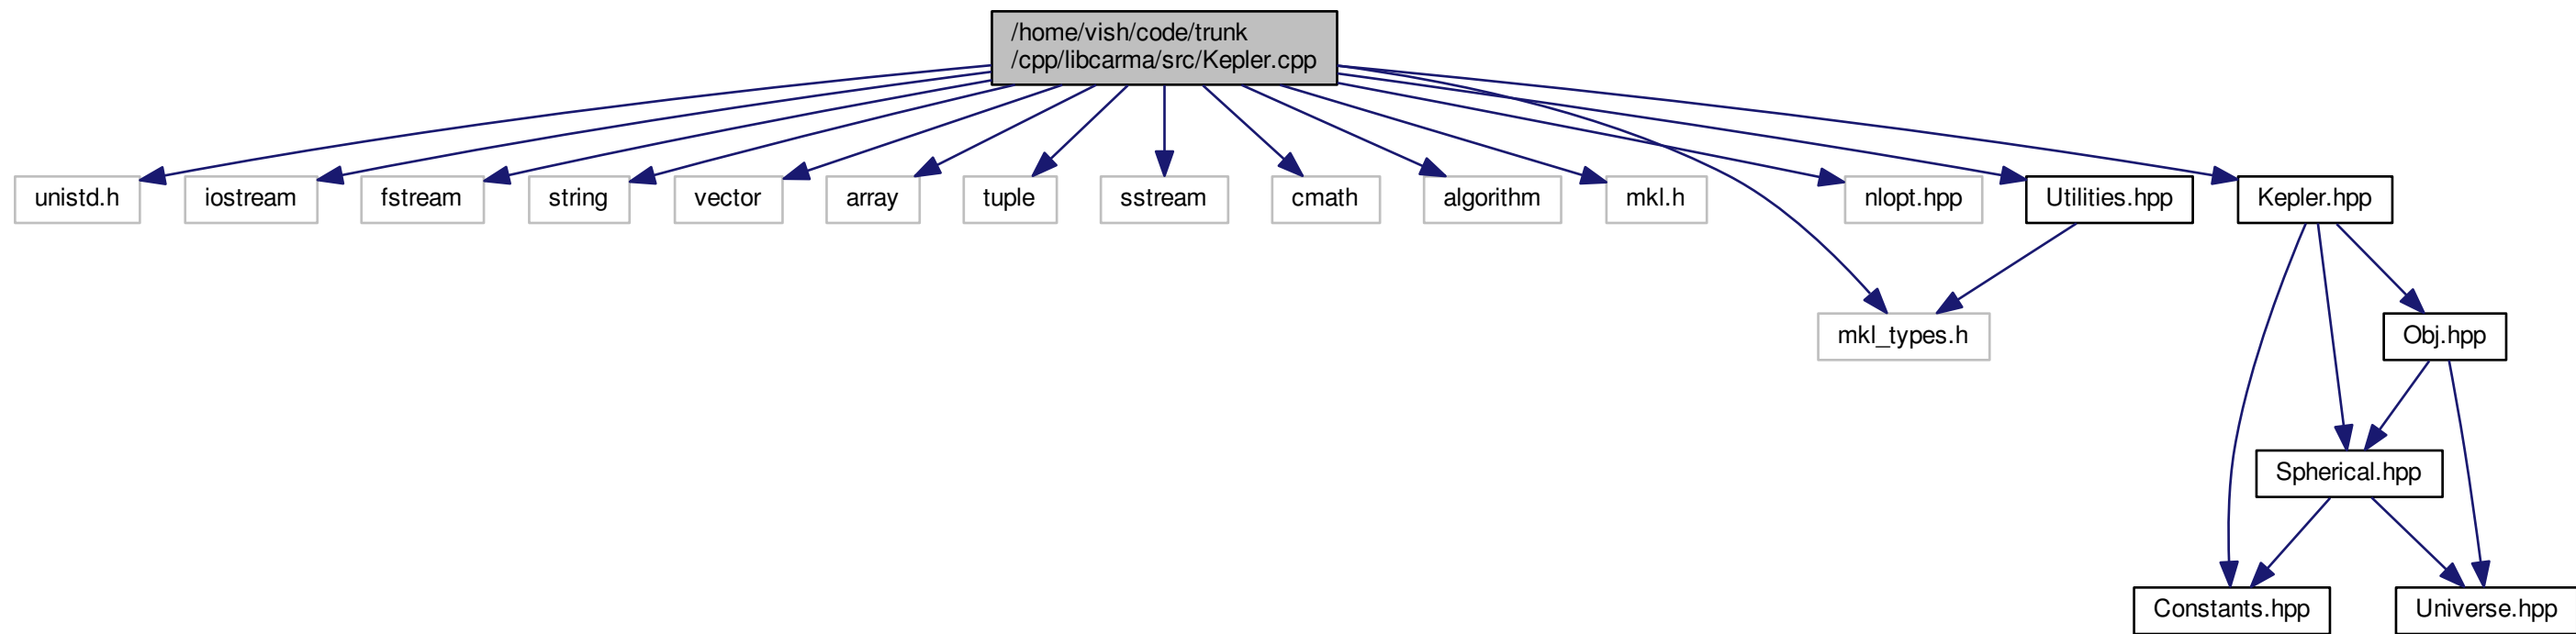 /home/vish/code/trunk
/cpp/libcarma/src/Kepler.cpp
unistd.h
iostream
fstream
string
vector
array
tuple
sstream
cmath
algorithm
mkl.h
nlopt.hpp
Utilities.hpp
Kepler.hpp
mkl_types.h
Obj.hpp
Spherical.hpp
Constants.hpp
Universe.hpp